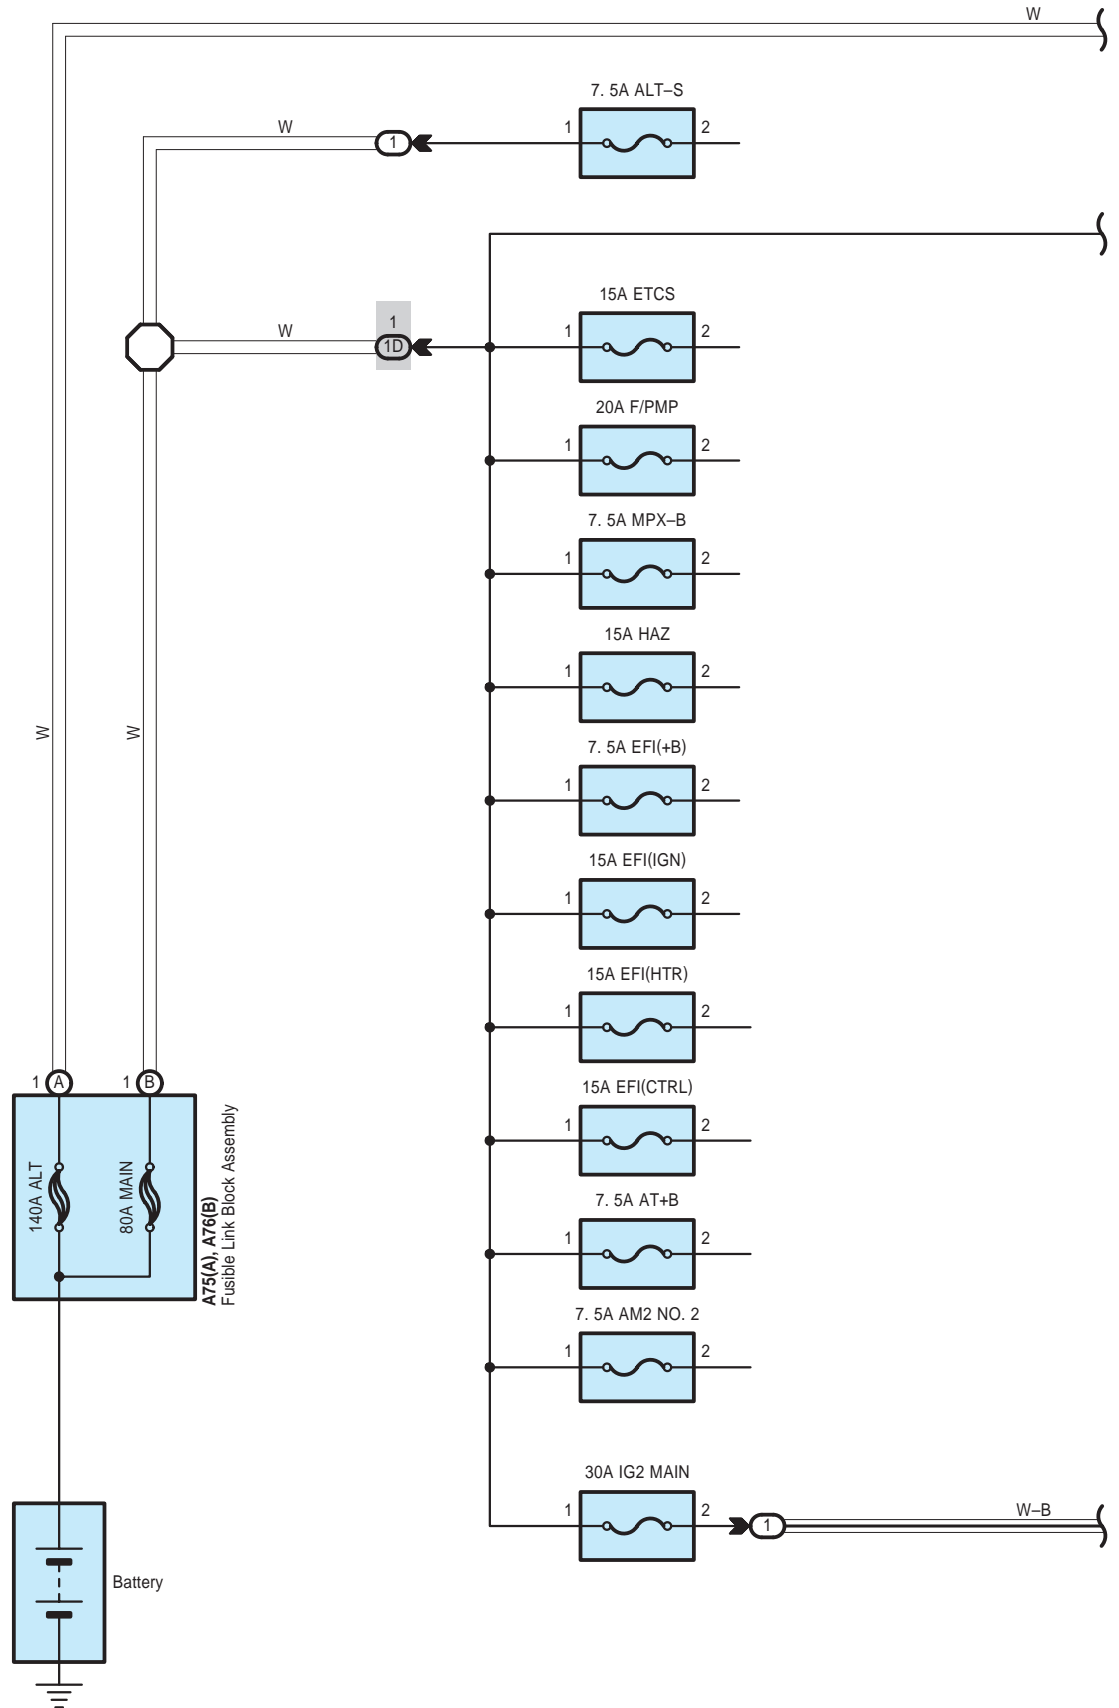 W
7. 5A ALT–S
W
1
1
2
15A ETCS
W
1
1D
1
2
20A F/PMP
1
2
7. 5A MPX–B
1
2
15A HAZ
1
2
W
W
7. 5A EFI(+B)
1
2
15A EFI(IGN)
1
2
15A EFI(HTR)
1
2
1 A
1 B
15A EFI(CTRL)
1
2
140A ALT
80A MAIN
A75(A), A76(B)
Fusible Link Block Assembly
7. 5A AT+B
1
2
7. 5A AM2 NO. 2
1
2
30A IG2 MAIN
1
2
1
W–B
Battery